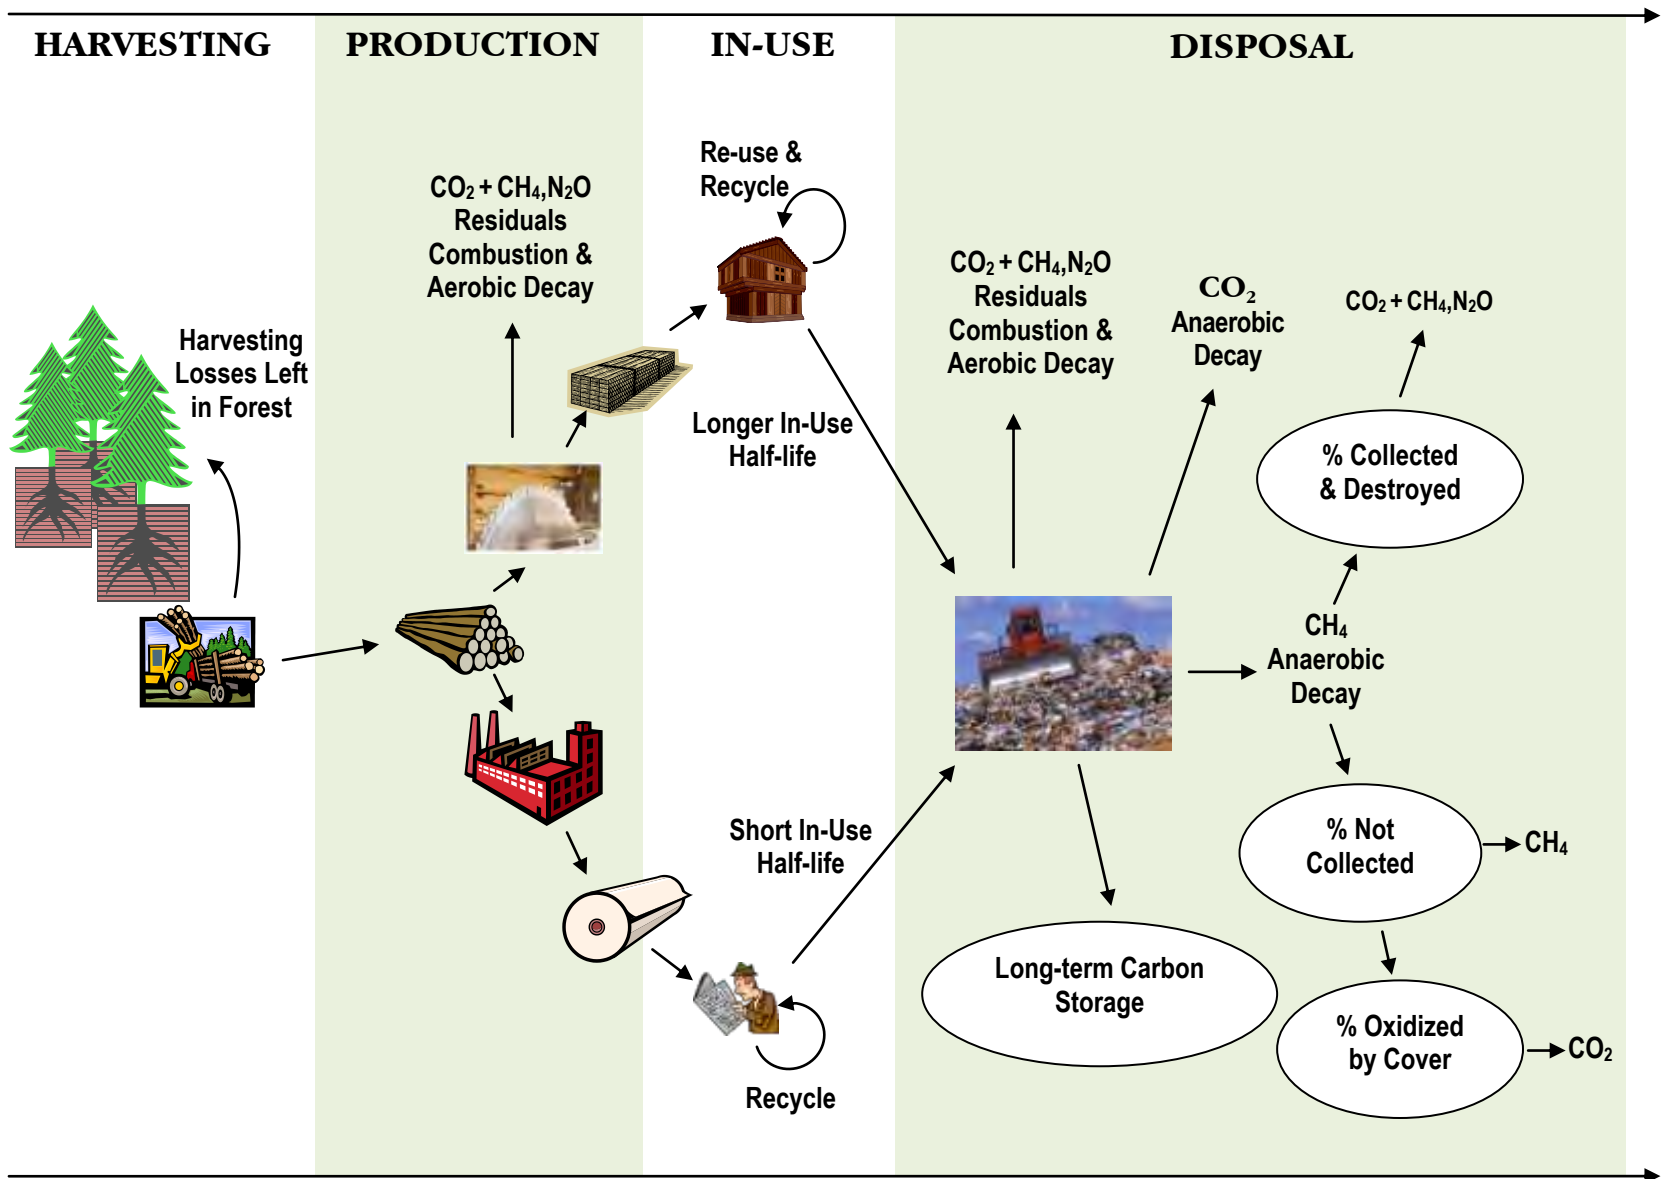 HARVESTING
PRODUCTION
IN-USE
DISPOSAL
Harvesting
Losses Left
in Forest
CO₂ + CH₄,N₂O
Residuals
Combustion &
Aerobic Decay
Re-use &
Recycle
Longer In-Use
Half-life
Short In-Use
Half-life
Recycle
CO₂ + CH₄,N₂O
Residuals
Combustion &
Aerobic Decay
CO₂
Anaerobic
Decay
CO₂ + CH₄,N₂O
% Collected
& Destroyed
CH₄
Anaerobic
Decay
% Not
Collected
CH₄
Long-term Carbon
Storage
% Oxidized
by Cover
CO₂